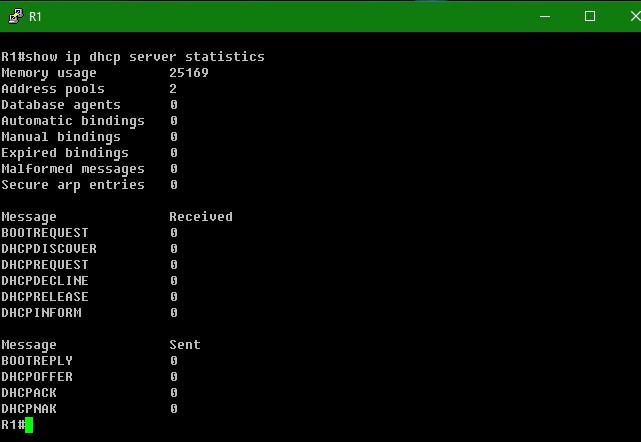 R1
R1#show ip dhcp server statistics
Memory usage         25169
Address pools        2
Database agents      0
Automatic bindings   0
Manual bindings      0
Expired bindings     0
Malformed messages   0
Secure arp entries   0
Message              Received
BOOTREQUEST          0
DHCPDISCOVER         0
DHCPREQUEST          0
DHCPDECLINE          0
DHCPRELEASE          0
DHCPINFORM           0
Message              Sent
BOOTREPLY            0
DHCPOFFER            0
DHCPACK              0
DHCPNAK              0
R1#